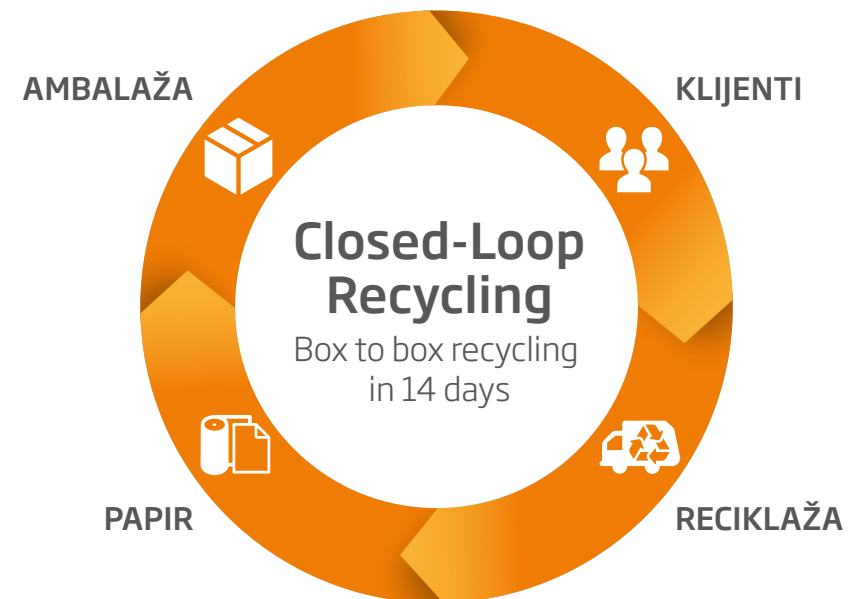 AMBALAŽA
KLIJENTI
Closed-Loop
Recycling
Box to box recycling
in 14 days
PAPIR
RECIKLAŽA